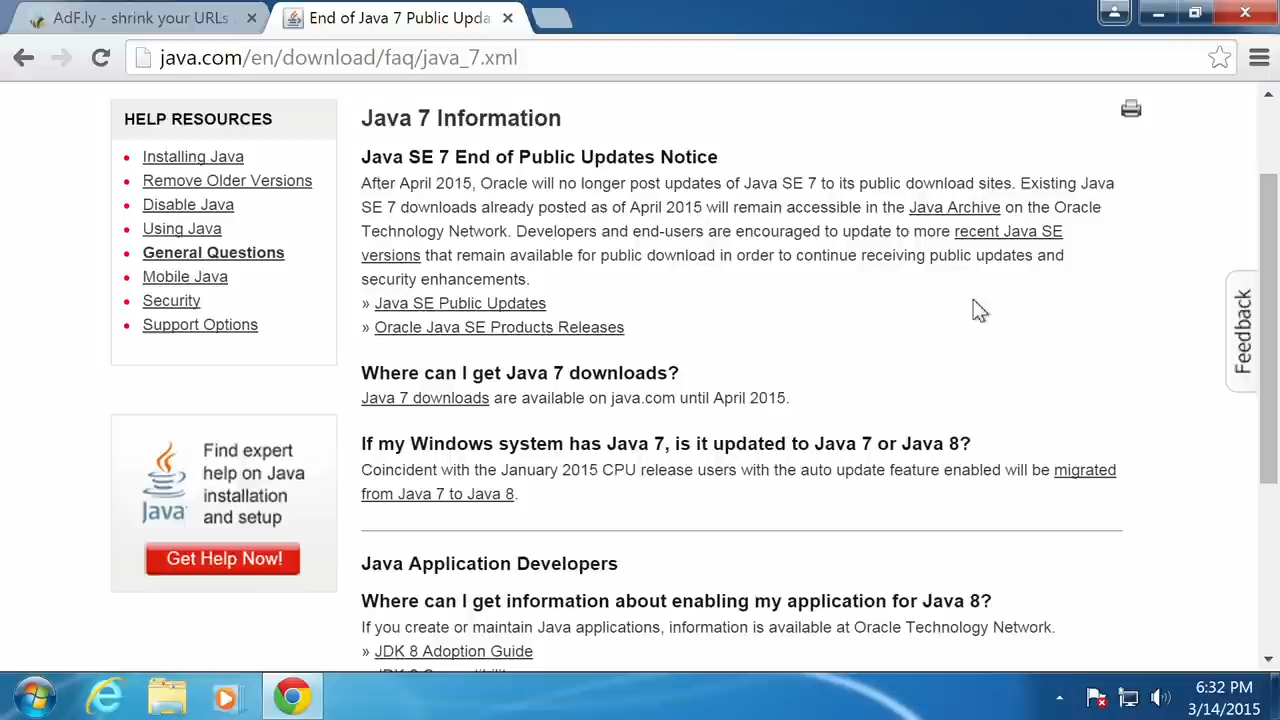 AdF.ly - shrink your URLs
End of Java 7 Public Upda
java.com/en/download/faq/java_7.xml
HELP RESOURCES
Installing Java
Remove Older Versions
Disable Java
Using Java
General Questions
Mobile Java
Security
Support Options
Find expert
help on Java
installation
and setup
Java
Get Help Now!
Java 7 Information
Java SE 7 End of Public Updates Notice
After April 2015, Oracle will no longer post updates of Java SE 7 to its public download sites. Existing Java
SE 7 downloads already posted as of April 2015 will remain accessible in the Java Archive on the Oracle
Technology Network. Developers and end-users are encouraged to update to more recent Java SE
versions that remain available for public download in order to continue receiving public updates and
security enhancements.
» Java SE Public Updates
» Oracle Java SE Products Releases
Where can I get Java 7 downloads?
Java 7 downloads are available on java.com until April 2015.
If my Windows system has Java 7, is it updated to Java 7 or Java 8?
Coincident with the January 2015 CPU release users with the auto update feature enabled will be migrated
from Java 7 to Java 8.
Java Application Developers
Where can I get information about enabling my application for Java 8?
If you create or maintain Java applications, information is available at Oracle Technology Network.
» JDK 8 Adoption Guide
Feedback
6:32 PM
3/14/2015